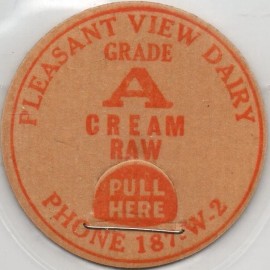 PLEASANT VIEW DAIRY
GRADE
A
CREAM
RAW
PULL
HERE
PHONE 187-W-2